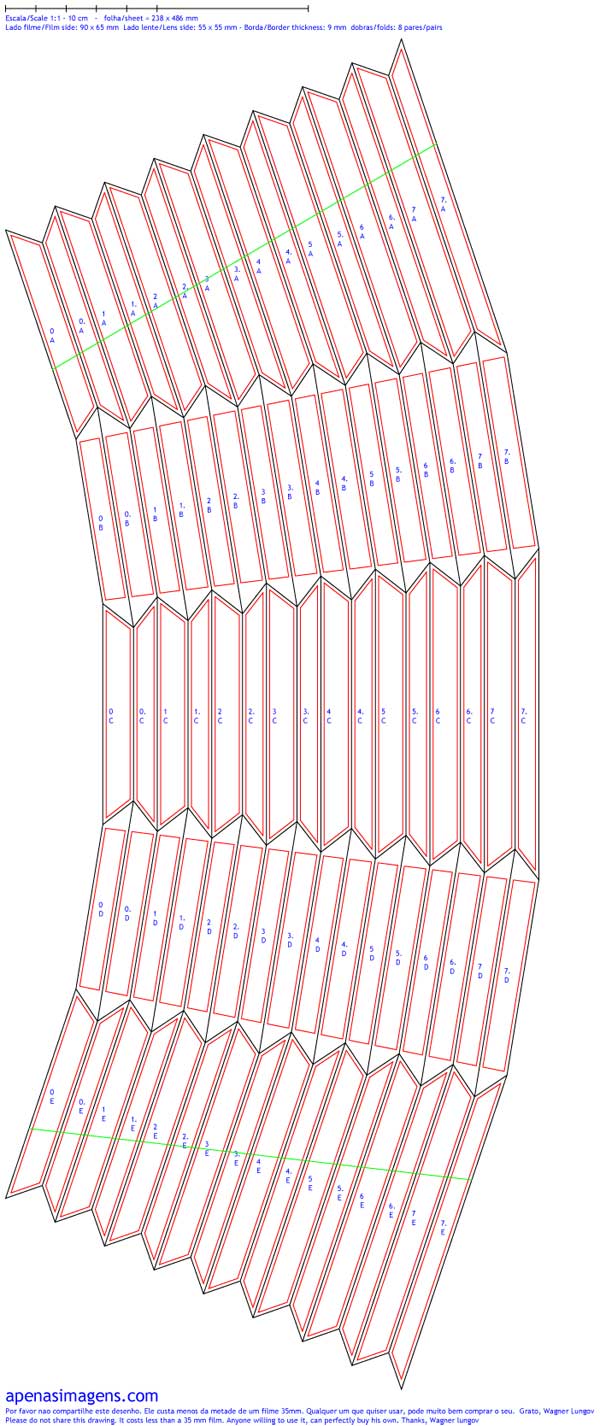 Escala/Scale 1:1 - 10 cm - folha/sheet = 238 x 486 mm
Lado filme/Film side: 90 x 65 mm Lado lente/Lens side: 55 x 55 mm - Borda/Border thickness: 9 mm dobras/folds: 8 pares/pairs
0 A
0. A
1 A
1. A
2 A
2. A
3 A
3. A
4 A
4. A
5 A
5. A
6 A
6. A
7 A
7. A
0 B
0. B
1 B
1. B
2 B
2. B
3 B
3. B
4 B
4. B
5 B
5. B
6 B
6. B
7 B
7. B
0 C
0. C
1 C
1. C
2 C
2. C
3 C
3. C
4 C
4. C
5 C
5. C
6 C
6. C
7 C
7. C
0 D
0. D
1 D
1. D
2 D
2. D
3 D
3. D
4 D
4. D
5 D
5. D
6 D
6. D
7 D
7. D
0 E
0. E
1 E
1. E
2 E
2. E
3 E
3. E
4 E
4. E
5 E
5. E
6 E
6. E
7 E
7. E
apenasimagens.com
Por favor nao compartilhe este desenho. Ele custa menos da metade de um filme 35mm. Qualquer um que quiser usar, pode muito bem comprar o seu. Grato, Wagner Lungov
Please do not share this drawing. It costs less than a 35 mm film. Anyone willing to use it, can perfectly buy his own. Thanks, Wagner lungov